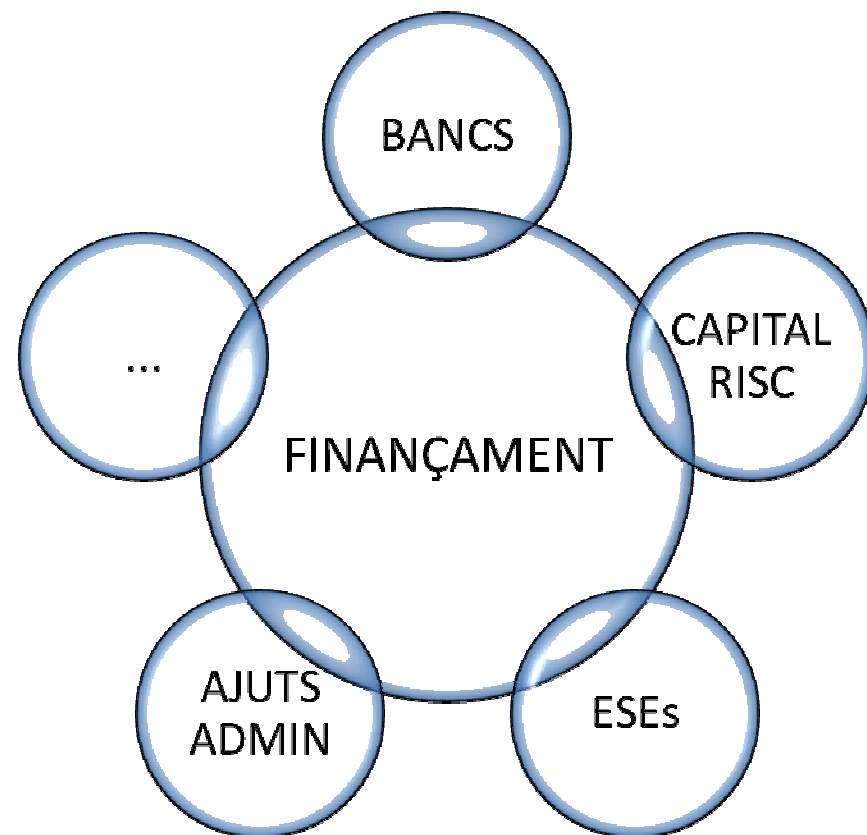 BANCS
CAPITAL
RISC
...
FINANÇAMENT
AJUTS
ADMIN
ESEs